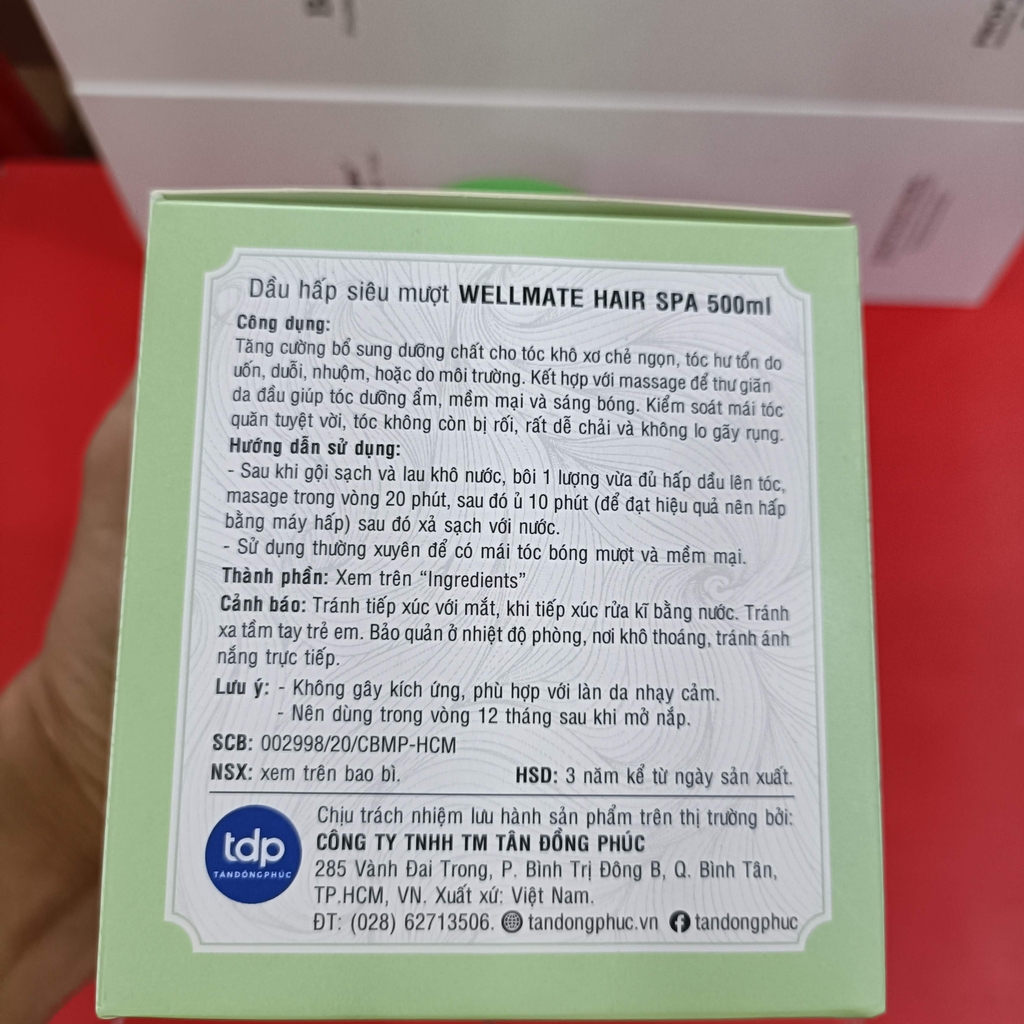 Dầu hấp siêu mượt WELLMATE HAIR SPA 500ml
Công dụng:
Tăng cường bổ sung dưỡng chất cho tóc khô xơ chẻ ngọn, tóc hư tổn do
uốn, duỗi, nhuộm, hoặc do môi trường. Kết hợp với massage để thư giãn
da đầu giúp tóc dưỡng ẩm, mềm mại và sáng bóng. Kiểm soát mái tóc
quăn tuyệt vời, tóc không còn bị rối, rất dễ chải và không lo gãy rụng.
Hướng dẫn sử dụng:
- Sau khi gội sạch và lau khô nước, bôi 1 lượng vừa đủ hấp dầu lên tóc,
masage trong vòng 20 phút, sau đó ủ 10 phút (để đạt hiệu quả nên hấp
bằng máy hấp) sau đó xả sạch với nước.
- Sử dụng thường xuyên để có mái tóc bóng mượt và mềm mại.
Thành phần: Xem trên “Ingredients”
Cảnh báo: Tránh tiếp xúc với mắt, khi tiếp xúc rửa kĩ bằng nước. Tránh
xa tầm tay trẻ em. Bảo quản ở nhiệt độ phòng, nơi khô thoáng, tránh ánh
nắng trực tiếp.
Lưu ý: - Không gây kích ứng, phù hợp với làn da nhạy cảm.
- Nên dùng trong vòng 12 tháng sau khi mở nắp.
SCB: 002998/20/CBMP-HCM
NSX: xem trên bao bì. HSD: 3 năm kể từ ngày sản xuất.
tdp
TANDONGPHUC
Chịu trách nhiệm lưu hành sản phẩm trên thị trường bởi:
CÔNG TY TNHH TM TÂN ĐỒNG PHÚC
285 Vành Đai Trong, P. Bình Trị Đông B, Q. Bình Tân,
TP.HCM, VN. Xuất xứ: Việt Nam.
ĐT: (028) 62713506. tandongphuc.vn tandongphuc